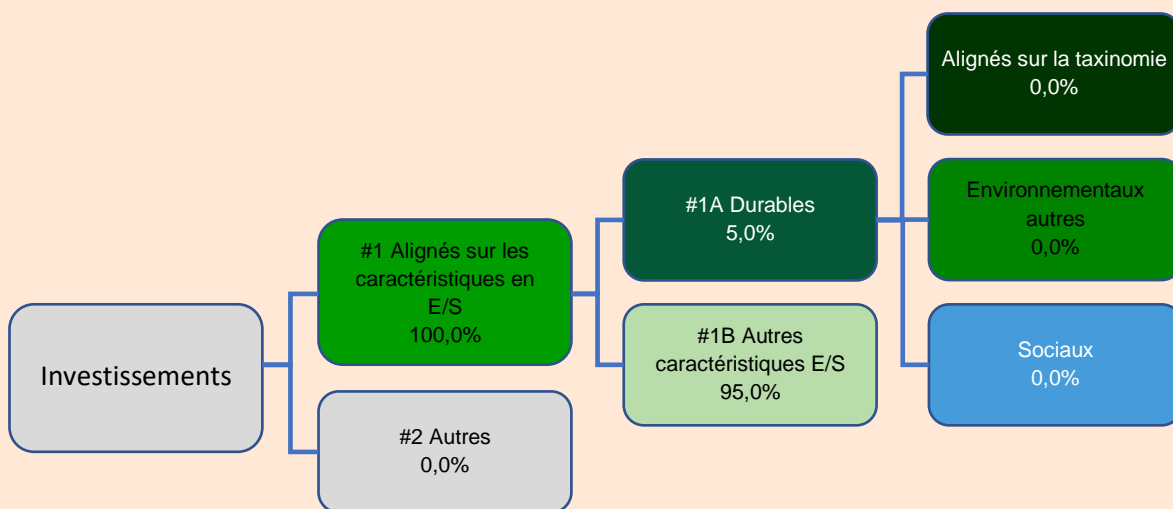 Investissements
#1 Alignés sur les
caractéristiques en
E/S
100,0%
#2 Autres
0,0%
#1A Durables
5,0%
#1B Autres
caractéristiques E/S
95,0%
Alignés sur la taxinomie
0,0%
Environnementaux
autres
0,0%
Sociaux
0,0%